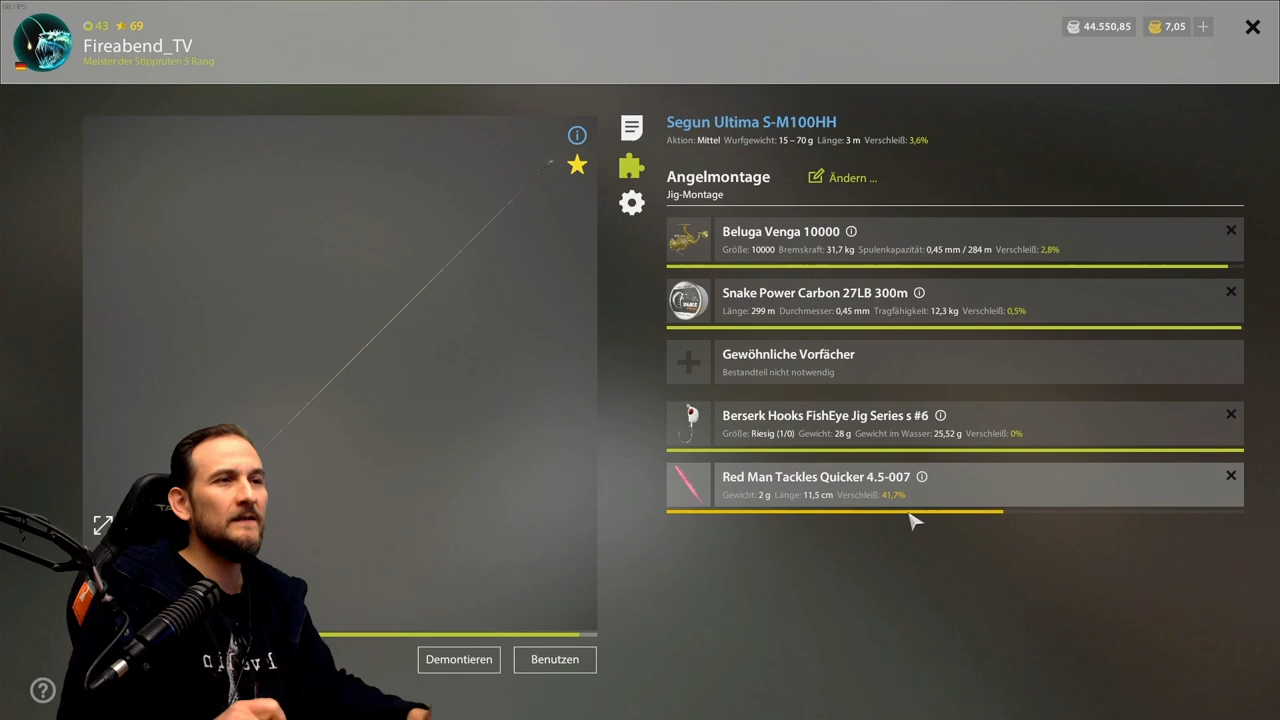 43 69
Fireabend_TV
Meister der Stippruten 5 Rang
44.550,85
7,05
Segun Ultima S-M100HH
Aktion: Mittel Wurfgewicht: 15 – 70 g Länge: 3 m Verschleiß: 3,6%
Angelmontage
Ändern ...
Jig-Montage
Beluga Venga 10000
Größe: 10000 Bremskraft: 31,7 kg Spulenkapazität: 0,45 mm / 284 m Verschleiß: 2,8%
Snake Power Carbon 27LB 300m
Länge: 299 m Durchmesser: 0,45 mm Tragfähigkeit: 12,3 kg Verschleiß: 0,5%
Gewöhnliche Vorfächer
Bestandteil nicht notwendig
Berserk Hooks FishEye Jig Series s #6
Größe: Riesig (1/0) Gewicht: 28 g Gewicht im Wasser: 25,52 g Verschleiß: 0%
Red Man Tackles Quicker 4.5-007
Gewicht: 2 g Länge: 11,5 cm Verschleiß: 41,7%
Demontieren
Benutzen